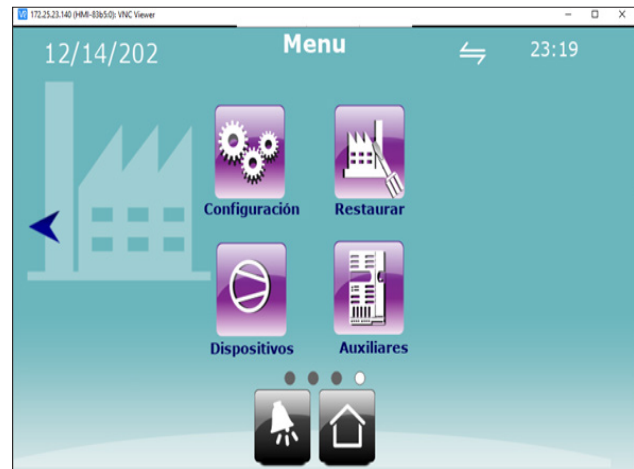 V2 172.25.23.140 (HMI-83b5:0): VNC Viewer
12/14/202
Menu
23:19
Configuración
Restaurar
Dispositivos
Auxiliares